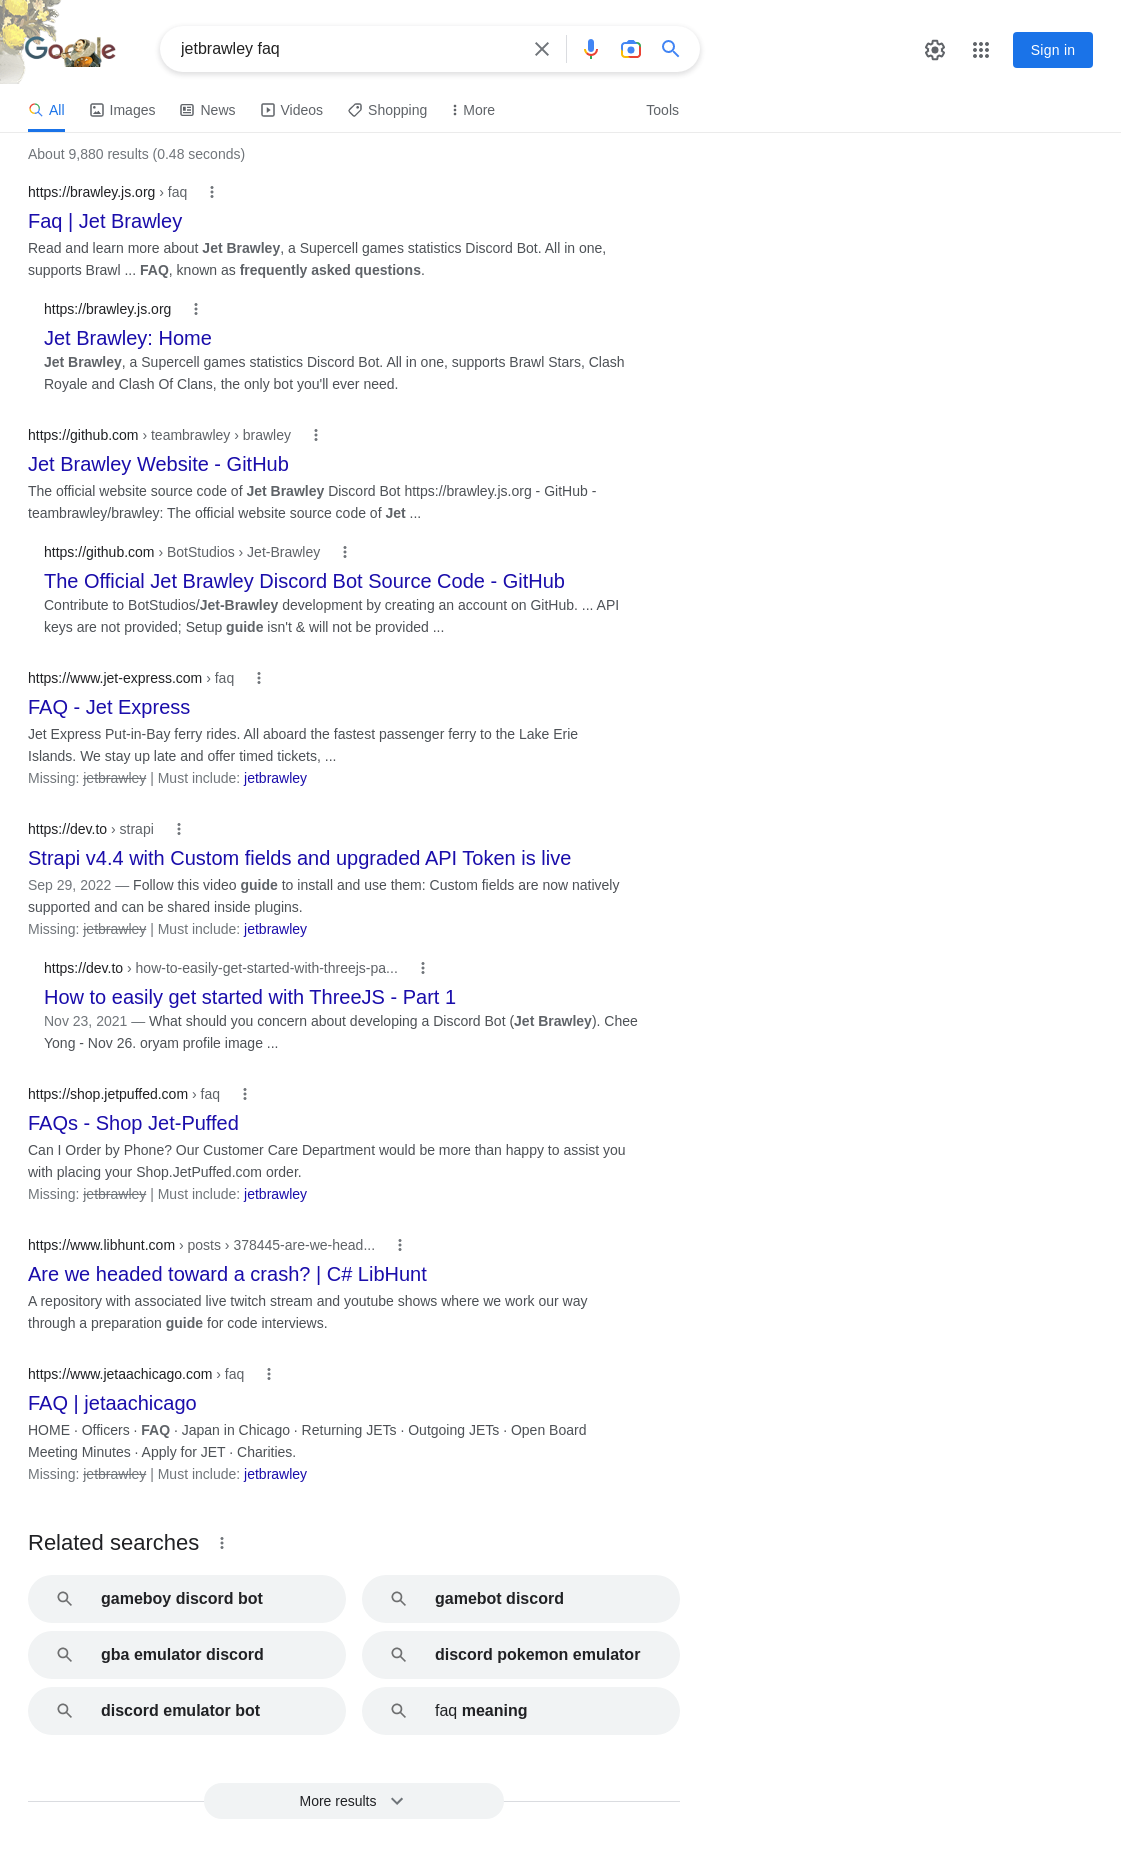 Google
jetbrawley faq
Sign in
All
Images
News
Videos
Shopping
More
Tools
About 9,880 results (0.48 seconds)
https://brawley.js.org › faq
Faq | Jet Brawley
Read and learn more about Jet Brawley, a Supercell games statistics Discord Bot. All in one,
supports Brawl ... FAQ, known as frequently asked questions.
https://brawley.js.org
Jet Brawley: Home
Jet Brawley, a Supercell games statistics Discord Bot. All in one, supports Brawl Stars, Clash
Royale and Clash Of Clans, the only bot you'll ever need.
https://github.com › teambrawley › brawley
Jet Brawley Website - GitHub
The official website source code of Jet Brawley Discord Bot https://brawley.js.org - GitHub -
teambrawley/brawley: The official website source code of Jet ...
https://github.com › BotStudios › Jet-Brawley
The Official Jet Brawley Discord Bot Source Code - GitHub
Contribute to BotStudios/Jet-Brawley development by creating an account on GitHub. ... API
keys are not provided; Setup guide isn't & will not be provided ...
https://www.jet-express.com › faq
FAQ - Jet Express
Jet Express Put-in-Bay ferry rides. All aboard the fastest passenger ferry to the Lake Erie
Islands. We stay up late and offer timed tickets, ...
Missing: jetbrawley | Must include: jetbrawley
https://dev.to › strapi
Strapi v4.4 with Custom fields and upgraded API Token is live
Sep 29, 2022 — Follow this video guide to install and use them: Custom fields are now natively
supported and can be shared inside plugins.
Missing: jetbrawley | Must include: jetbrawley
https://dev.to › how-to-easily-get-started-with-threejs-pa...
How to easily get started with ThreeJS - Part 1
Nov 23, 2021 — What should you concern about developing a Discord Bot (Jet Brawley). Chee
Yong - Nov 26. oryam profile image ...
https://shop.jetpuffed.com › faq
FAQs - Shop Jet-Puffed
Can I Order by Phone? Our Customer Care Department would be more than happy to assist you
with placing your Shop.JetPuffed.com order.
Missing: jetbrawley | Must include: jetbrawley
https://www.libhunt.com › posts › 378445-are-we-head...
Are we headed toward a crash? | C# LibHunt
A repository with associated live twitch stream and youtube shows where we work our way
through a preparation guide for code interviews.
https://www.jetaachicago.com › faq
FAQ | jetaachicago
HOME · Officers · FAQ · Japan in Chicago · Returning JETs · Outgoing JETs · Open Board
Meeting Minutes · Apply for JET · Charities.
Missing: jetbrawley | Must include: jetbrawley
Related searches
gameboy discord bot
gamebot discord
gba emulator discord
discord pokemon emulator
discord emulator bot
faq meaning
More results